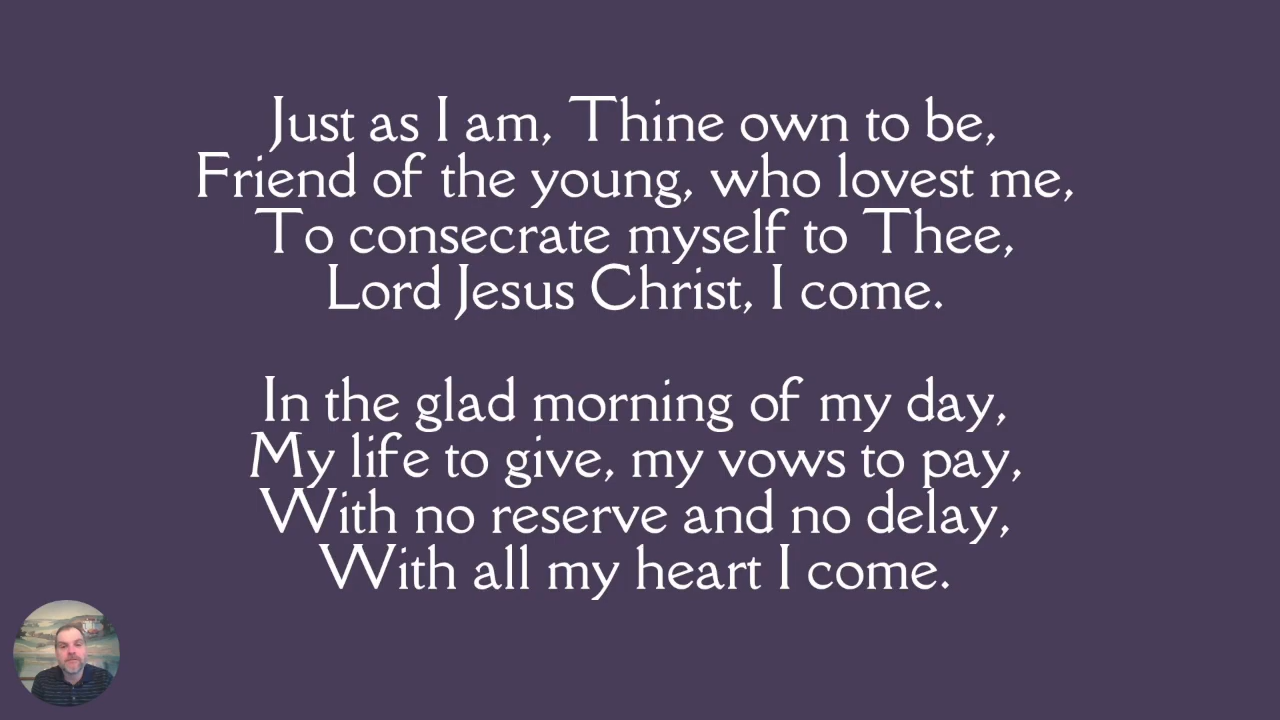 Just as I am, Thine own to be,
Friend of the young, who lovest me,
To consecrate myself to Thee,
Lord Jesus Christ, I come.
In the glad morning of my day,
My life to give, my vows to pay,
With no reserve and no delay,
With all my heart I come.